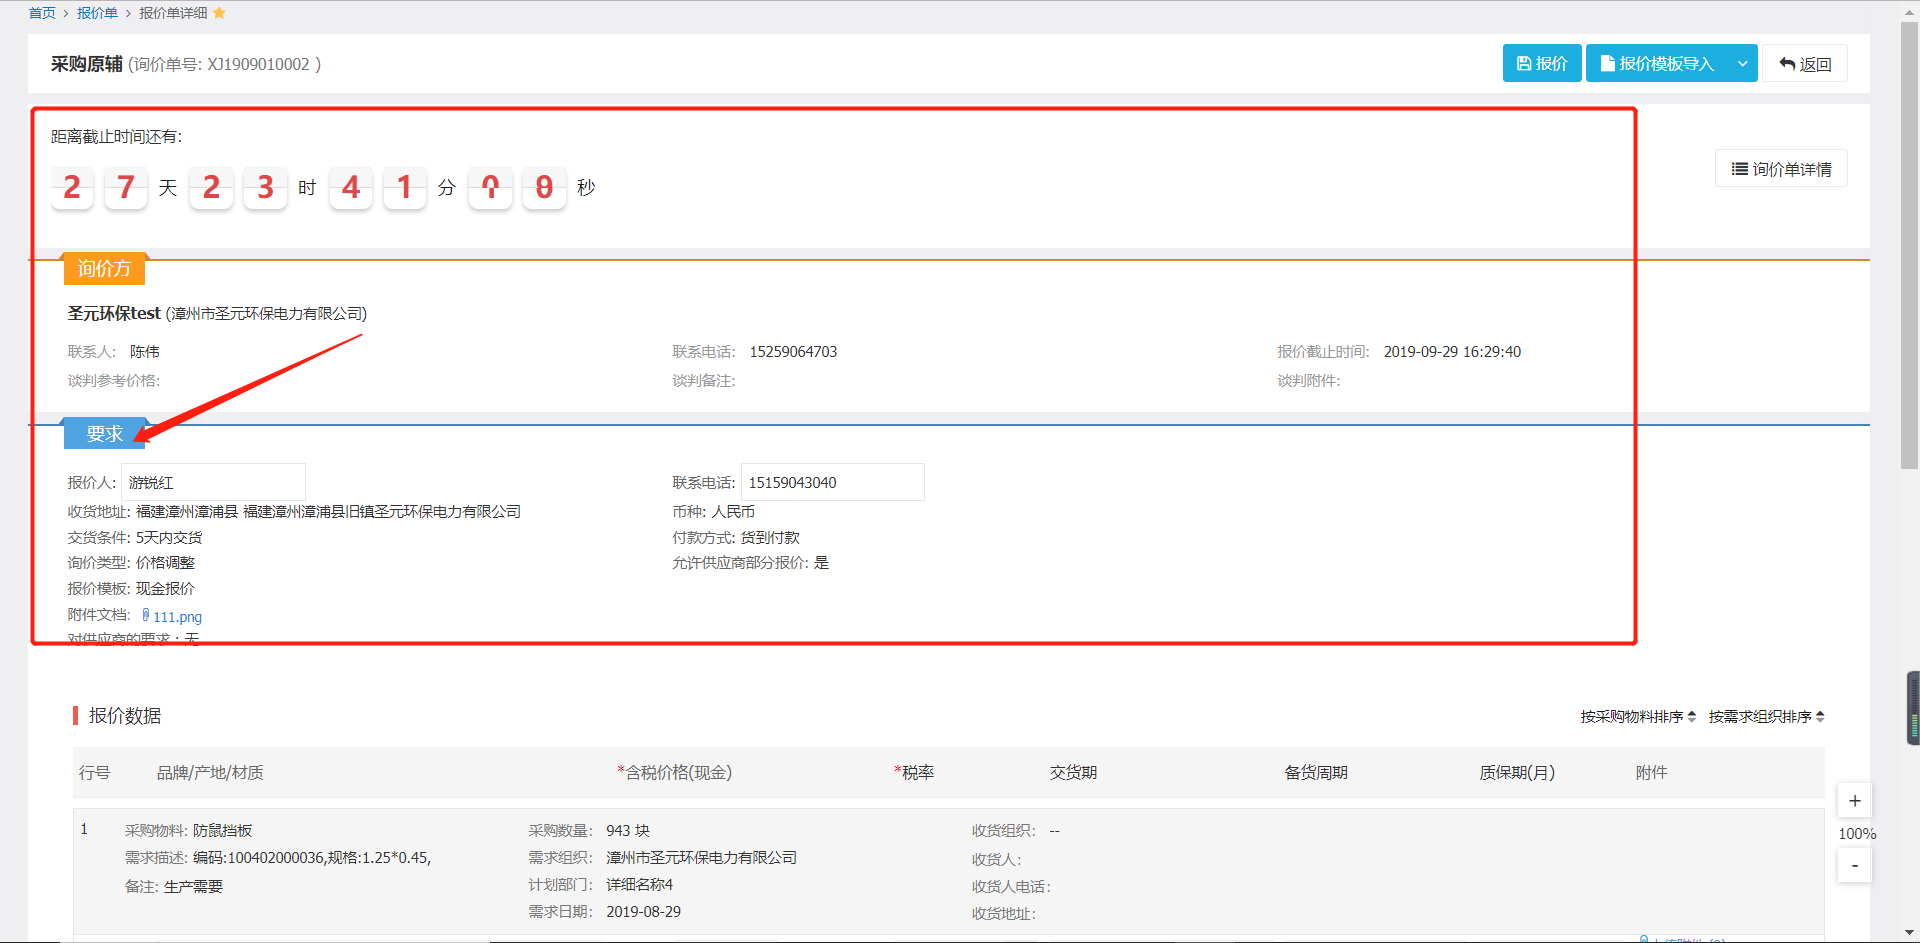 首页 > 报价单 > 报价单详细
采购原辅 (询价单号: XJ1909010002 )
报价 报价模板导入 返回
距离截止时间还有:
2 7 天 2 3 时 4 1 分 0 秒
询价单详情
询价方
圣元环保test (漳州市圣元环保电力有限公司)
联系人: 陈伟 联系电话: 15259064703 报价截止时间: 2019-09-29 16:29:40
谈判参考价格: 谈判备注: 谈判附件:
要求
报价人: 游锐红 联系电话: 15159043040
收货地址: 福建漳州漳浦县 福建漳州漳浦县旧镇圣元环保电力有限公司 币种: 人民币
交货条件: 5天内交货 付款方式: 货到付款
询价类型: 价格调整 允许供应商部分报价: 是
报价模板: 现金报价
附件文档: 111.png
对供应商的要求：无
报价数据 按采购物料排序 按需求组织排序
行号 品牌/产地/材质 *含税价格(现金) *税率 交货期 备货周期 质保期(月) 附件
1 采购物料: 防鼠挡板 采购数量: 943 块 收货组织: --
需求描述: 编码:100402000036,规格:1.25*0.45, 需求组织: 漳州市圣元环保电力有限公司 收货人:
备注: 生产需要 计划部门: 详细名称4 收货人电话:
需求日期: 2019-08-29 收货地址:
+
100%
-